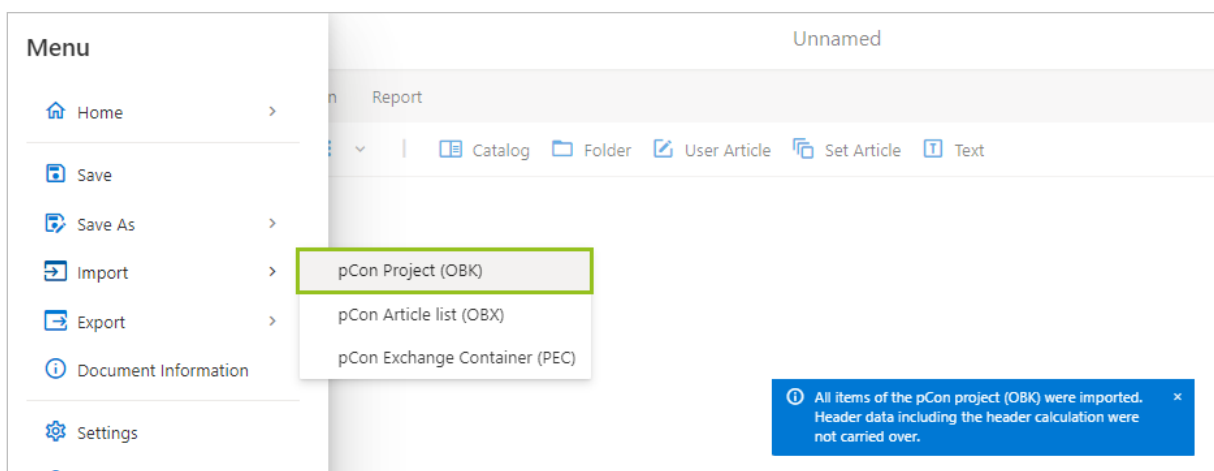 Menu
Unnamed
Home
n Report
Catalog Folder User Article Set Article Text
Save
Save As
Import
pCon Project (OBK)
pCon Article list (OBX)
pCon Exchange Container (PEC)
Export
Document Information
Settings
All items of the pCon project (OBK) were imported.
Header data including the header calculation were
not carried over.